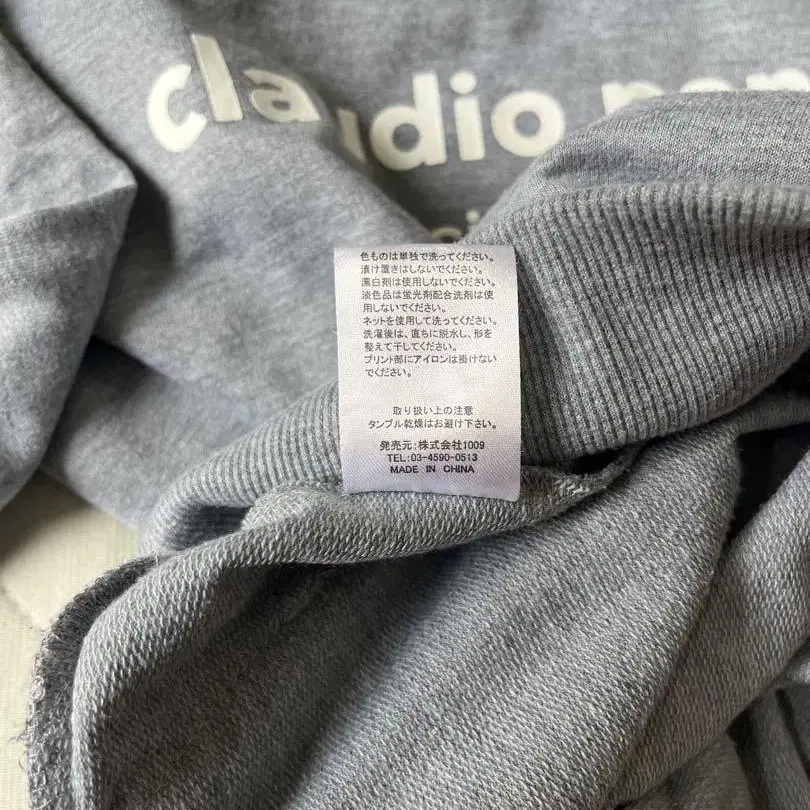 claudio
色ものは単独で洗ってください。
漬け置きはしないでください。
漂白剤は使用しないでください。
淡色品は蛍光剤配合洗剤は使
用しないでください。
ネットを使用して洗ってください。
洗濯後は、直ちに脱水し、形を
整えて干してください。
プリント部にアイロンは掛けない
でください。
取り扱い上の注意
タンブル乾燥はお避け下さい。
発売元:株式会社1009
TEL:03-4590-0513
MADE IN CHINA